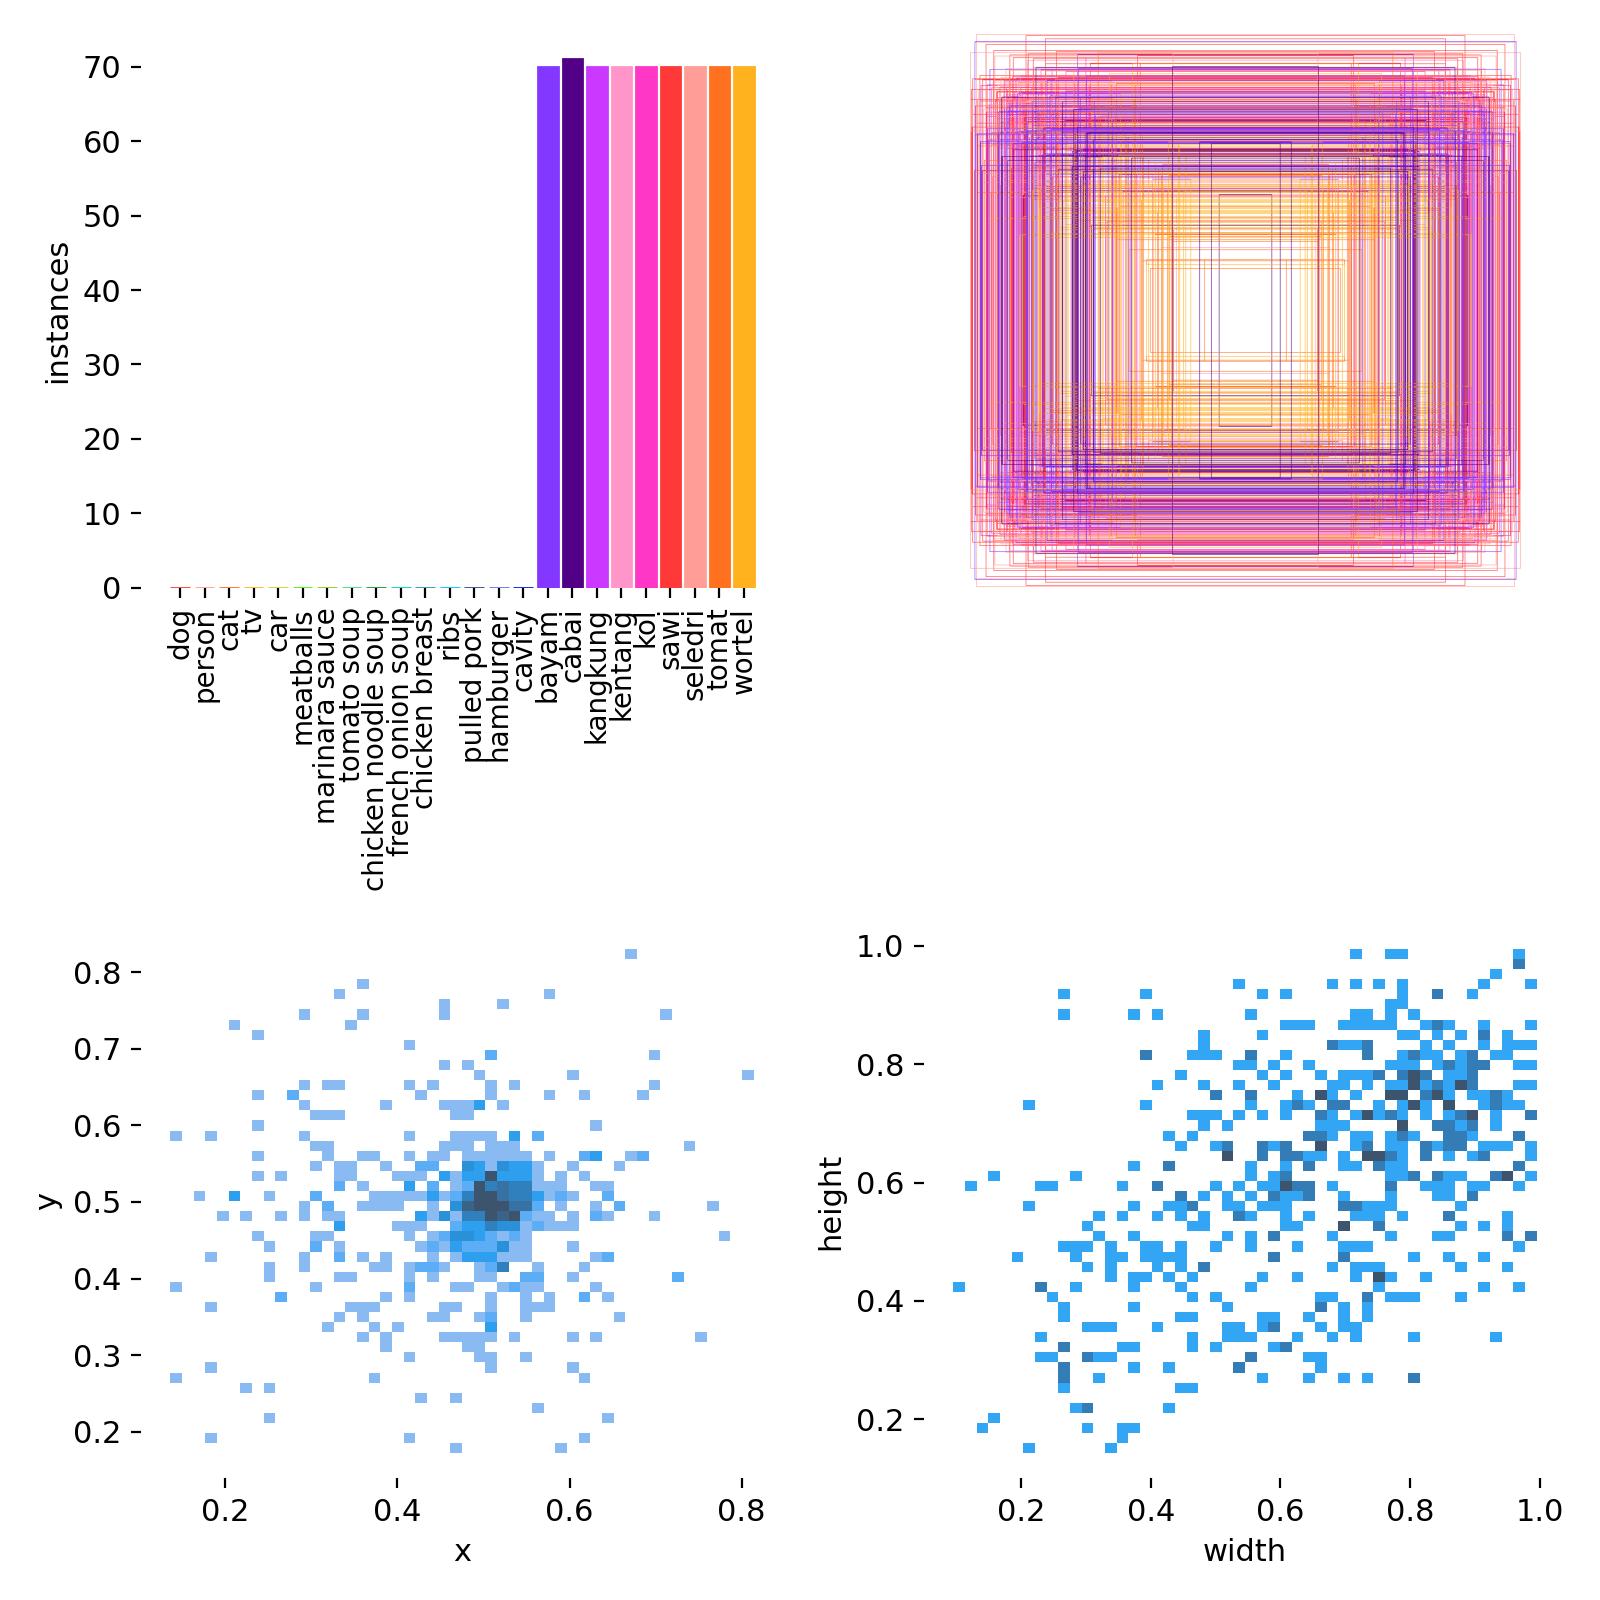 instances
70
60
50
40
30
20
10
0
dog
person
cat
tv
car
meatballs
marinara sauce
tomato soup
chicken noodle soup
french onion soup
chicken breast
ribs
pulled pork
hamburger
cavity
bayam
cabai
kangkung
kentang
kol
sawi
seledri
tomat
wortel
y
0.8
0.7
0.6
0.5
0.4
0.3
0.2
0.2 0.4 0.6 0.8
x
height
1.0
0.8
0.6
0.4
0.2
0.2 0.4 0.6 0.8 1.0
width